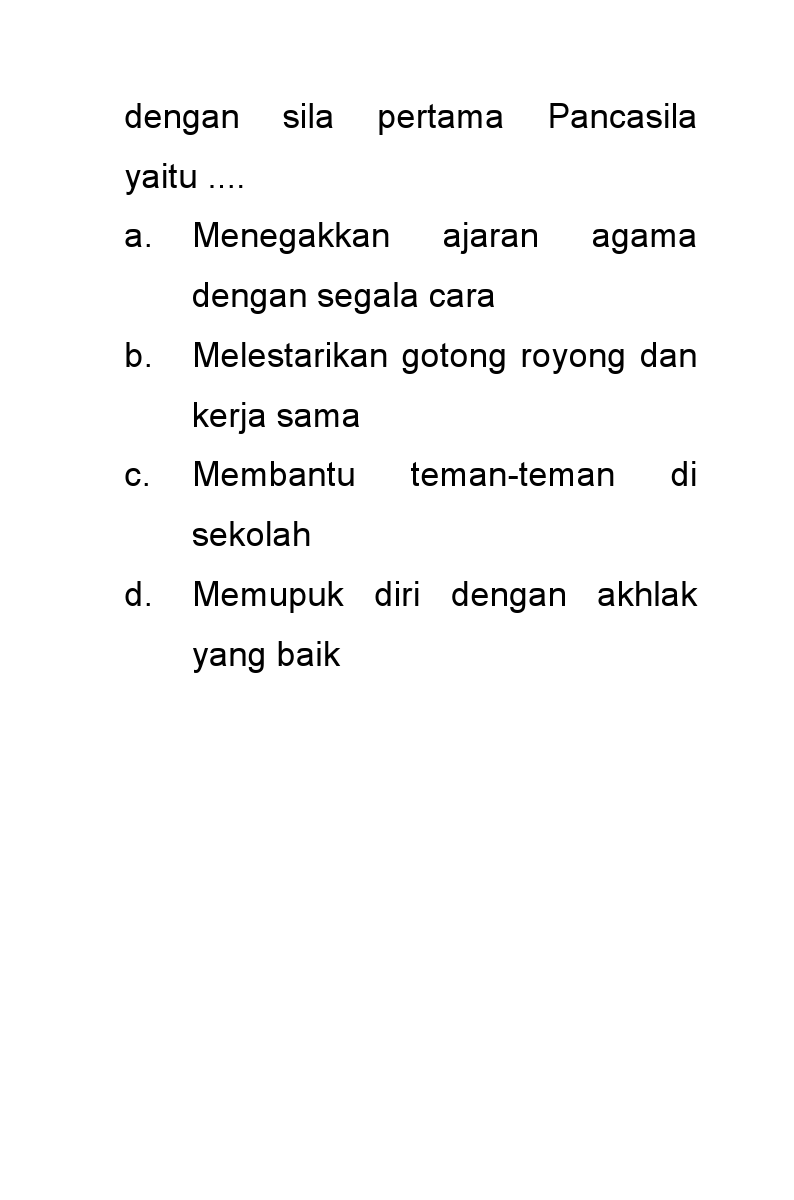 dengan sila pertama Pancasila
yaitu ....
a. Menegakkan ajaran agama
dengan segala cara
b. Melestarikan gotong royong dan
kerja sama
c. Membantu teman-teman di
sekolah
d. Memupuk diri dengan akhlak
yang baik